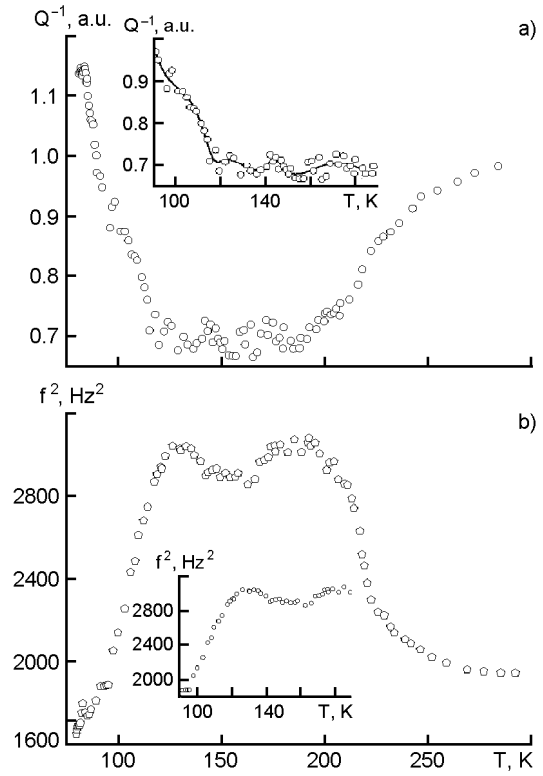 Q⁻¹, a.u.
a)
1.1
1.0
0.9
0.8
0.7
Q⁻¹, a.u.
0.9
0.8
0.7
100 140 T, K
f², Hz²
b)
2800
2400
2000
1600
f², Hz²
2800
2400
2000
100 140 T, K
100 150 200 250 T, K